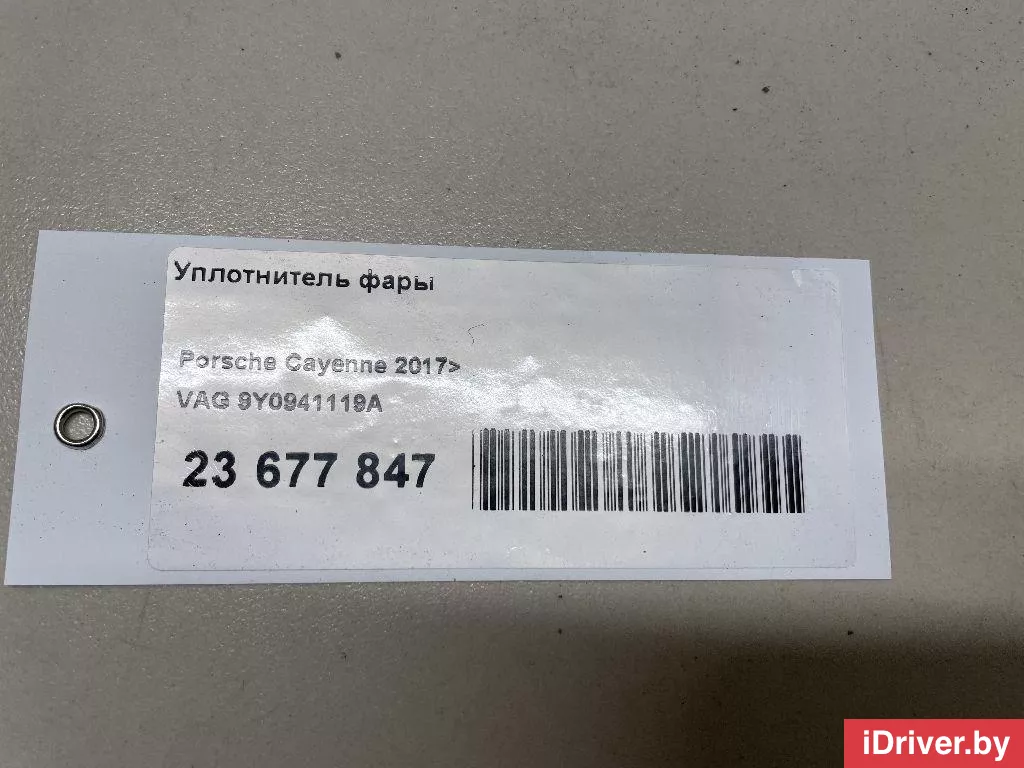 Уплотнитель фары
Porsche Cayenne 2017>
VAG 9Y0941119A
23 677 847
iDriver.by